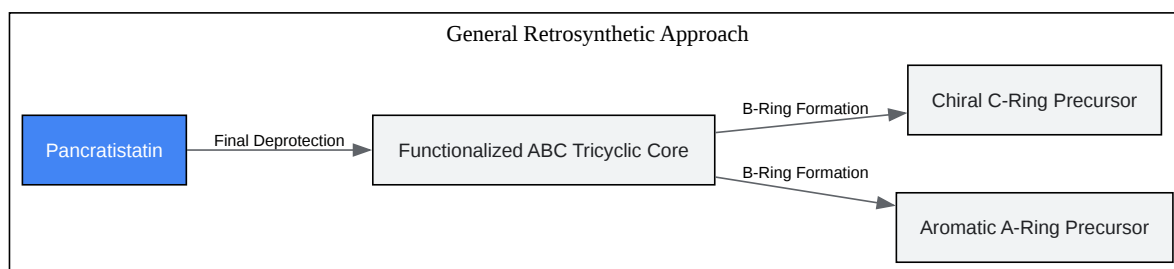 General Retrosynthetic Approach
Pancratistatin
Final Deprotection
Functionalized ABC Tricyclic Core
B-Ring Formation
Chiral C-Ring Precursor
B-Ring Formation
Aromatic A-Ring Precursor